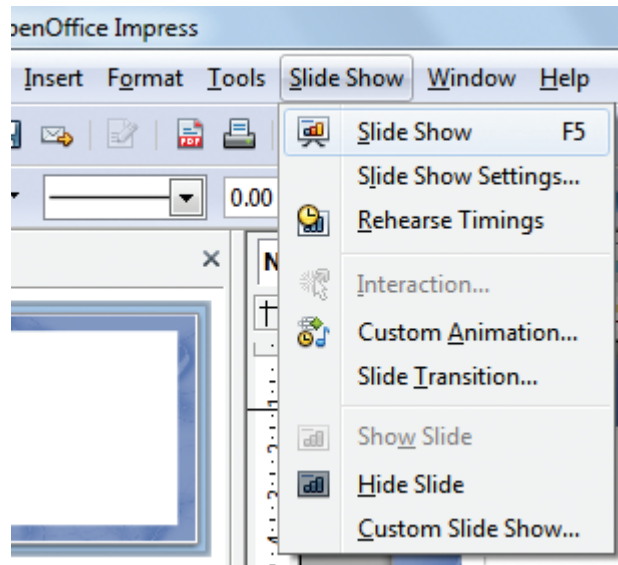 penOffice Impress
Insert Format Tools Slide Show Window Help
PDF
0.00
Slide Show F5
Slide Show Settings...
Rehearse Timings
N
Interaction...
Custom Animation...
Slide Transition...
Show Slide
Hide Slide
Custom Slide Show...